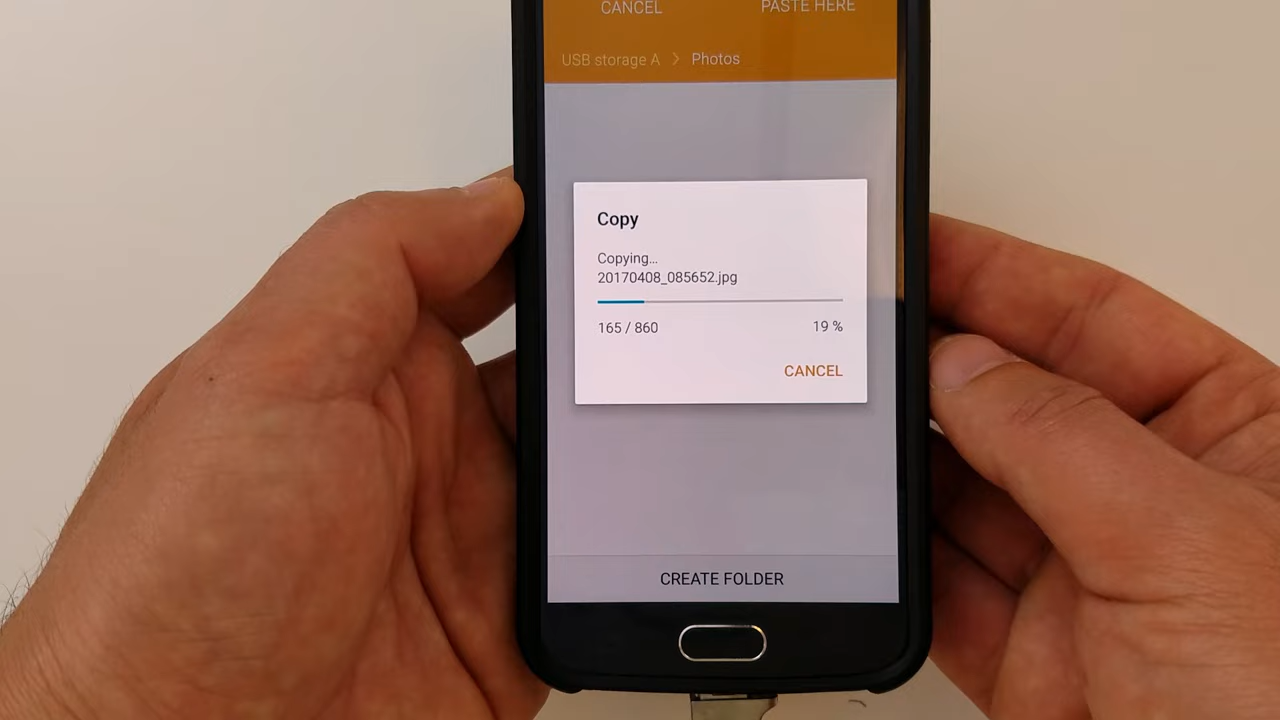 CANCEL PASTE HERE
USB storage A > Photos
Copy
Copying...
20170408_085652.jpg
165 / 860 19 %
CANCEL
CREATE FOLDER